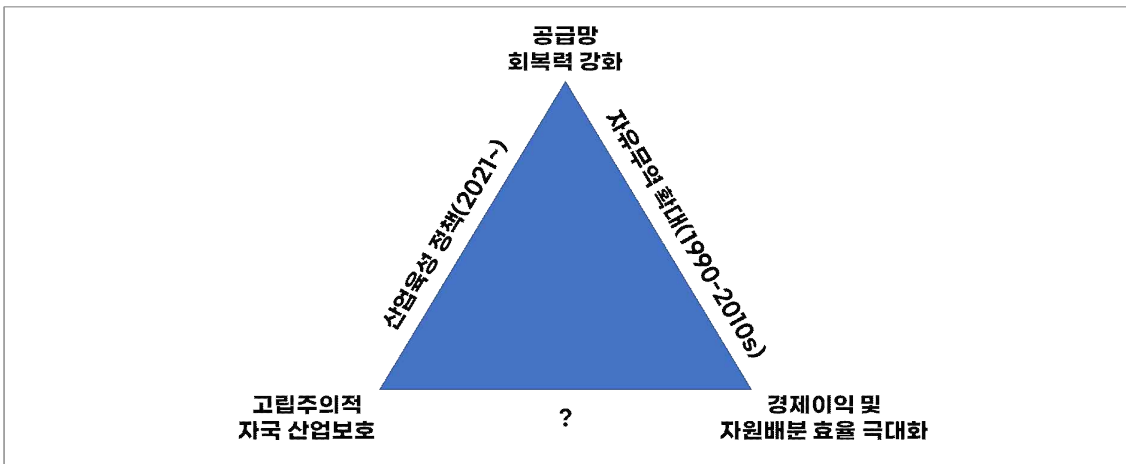 공급망
회복력 강화
산업육성 정책(2021~)
자유무역 확대(1990-2010s)
고립주의적
자국 산업보호
?
경제이익 및
자원배분 효율 극대화